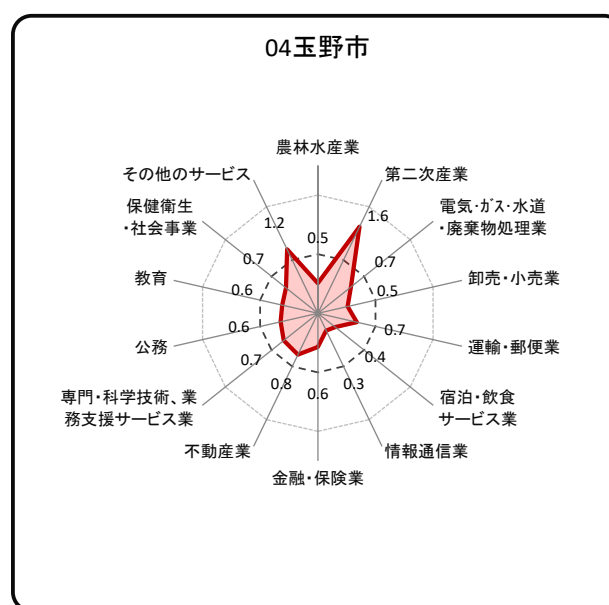 04玉野市
農林水産業
その他のサービス
第二次産業
保健衛生
・社会事業
電気・ガス・水道
・廃棄物処理業
教育
卸売・小売業
公務
運輸・郵便業
専門・科学技術、業
務支援サービス業
宿泊・飲食
サービス業
不動産業
情報通信業
金融・保険業
0.5
1.6
0.7
0.5
0.7
0.4
0.3
0.6
0.8
0.7
0.6
0.6
0.7
1.2